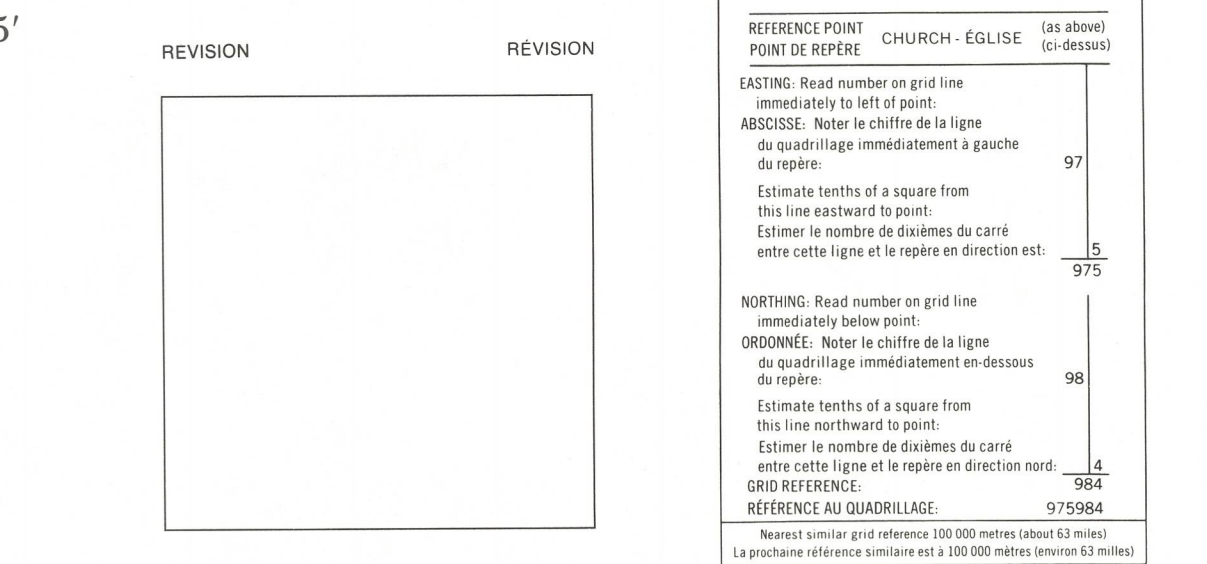 5′
REVISION RÉVISION
REFERENCE POINT CHURCH - ÉGLISE (as above)
POINT DE REPÈRE (ci-dessus)
EASTING: Read number on grid line
immediately to left of point:
ABSCISSE: Noter le chiffre de la ligne
du quadrillage immédiatement à gauche
du repère: 97
Estimate tenths of a square from
this line eastward to point:
Estimer le nombre de dixièmes du carré
entre cette ligne et le repère en direction est: 5
975
NORTHING: Read number on grid line
immediately below point:
ORDONNÉE: Noter le chiffre de la ligne
du quadrillage immédiatement en-dessous
du repère: 98
Estimate tenths of a square from
this line northward to point:
Estimer le nombre de dixièmes du carré
entre cette ligne et le repère en direction nord: 4
GRID REFERENCE: 984
RÉFÉRENCE AU QUADRILLAGE: 975984
Nearest similar grid reference 100 000 metres (about 63 miles)
La prochaine référence similaire est à 100 000 mètres (environ 63 milles)